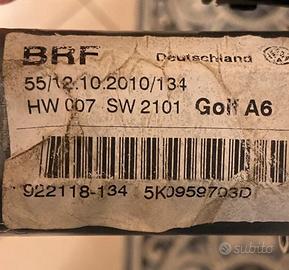 BRF Deutschland
55/12.10.2010/134
HW 007 SW 2101 Golf A6
922118-134 5K0959703D
subito